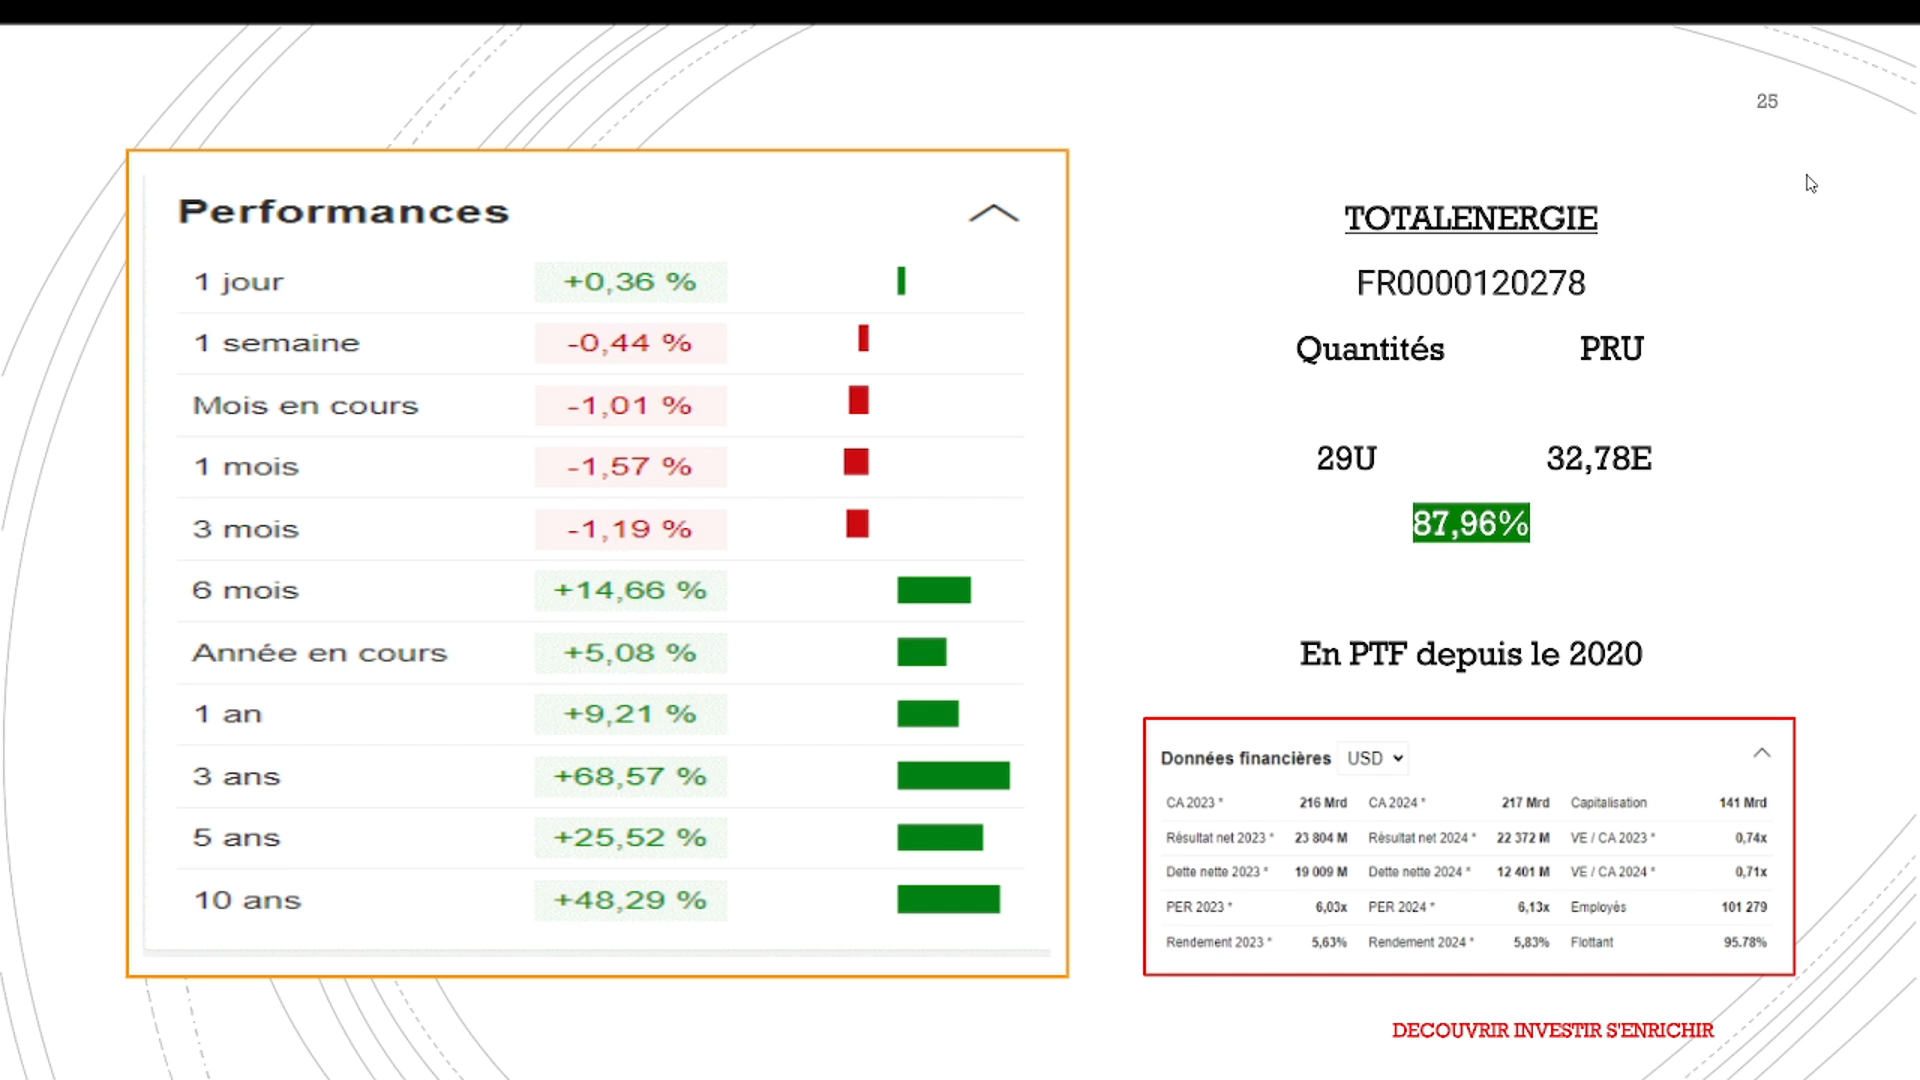 25
Performances
1 jour +0,36 %
1 semaine -0,44 %
Mois en cours -1,01 %
1 mois -1,57 %
3 mois -1,19 %
6 mois +14,66 %
Année en cours +5,08 %
1 an +9,21 %
3 ans +68,57 %
5 ans +25,52 %
10 ans +48,29 %
TOTALENERGIE
FR0000120278
Quantités PRU
29U 32,78E
87,96%
En PTF depuis le 2020
Données financières USD
CA 2023 * 216 Mrd CA 2024 * 217 Mrd Capitalisation 141 Mrd
Résultat net 2023 * 23 804 M Résultat net 2024 * 22 372 M VE / CA 2023 * 0,74x
Dette nette 2023 * 19 009 M Dette nette 2024 * 12 401 M VE / CA 2024 * 0,71x
PER 2023 * 6,03x PER 2024 * 6,13x Employés 101 279
Rendement 2023 * 5,63% Rendement 2024 * 5,83% Flottant 95.78%
DECOUVRIR INVESTIR S'ENRICHIR